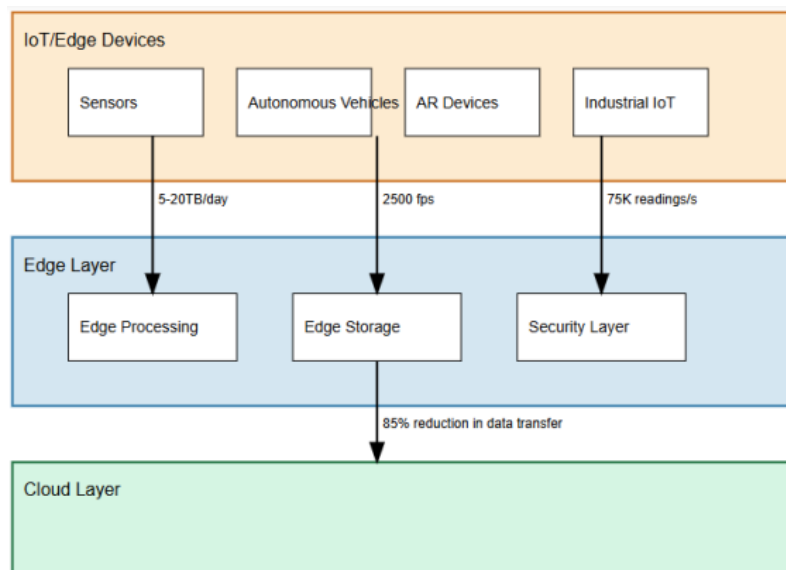 IoT/Edge Devices
Sensors
Autonomous Vehicles
AR Devices
Industrial IoT
5-20TB/day
2500 fps
75K readings/s
Edge Layer
Edge Processing
Edge Storage
Security Layer
85% reduction in data transfer
Cloud Layer